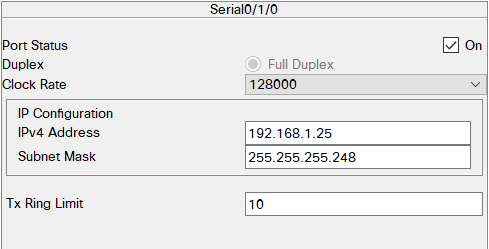 Serial0/1/0
Port Status On
Duplex Full Duplex
Clock Rate 128000
IP Configuration
IPv4 Address 192.168.1.25
Subnet Mask 255.255.255.248
Tx Ring Limit 10